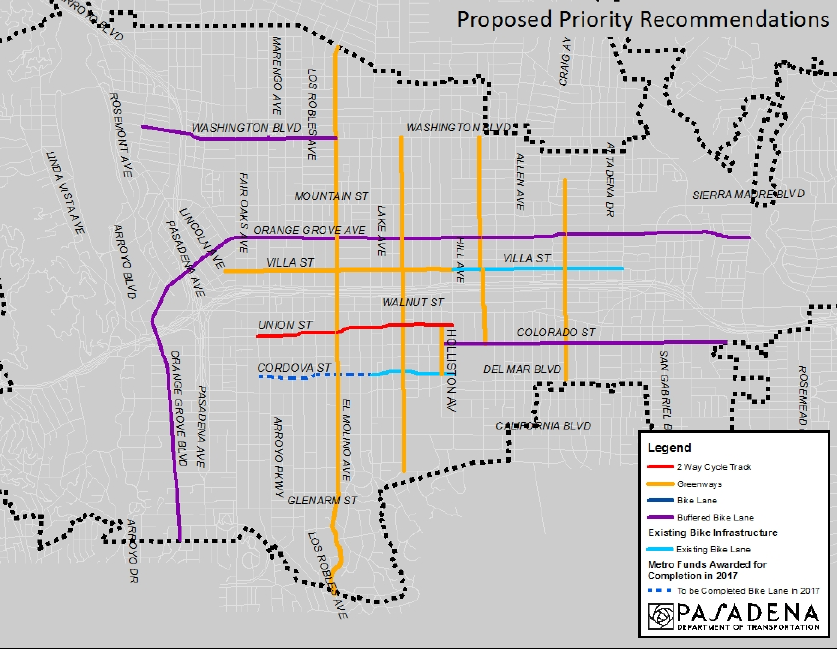 Proposed Priority Recommendations
ARROYO BLVD
MARENGO AVE
LOS ROBLES AVE
CRAIG AV
ROSEMONT AVE
WASHINGTON BLVD
WASHINGTON BLVD
LINDA VISTA AVE
ALLEN AVE
ALTADENA DR
FAIR OAKS AVE
MOUNTAIN ST
LAKE AVE
SIERRA MADRE BLVD
LINCOLN AVE
PASADENA AVE
ARROYO BLVD
ORANGE GROVE AVE
HILL AVE
VILLA ST
VILLA ST
WALNUT ST
UNION ST
COLORADO ST
HOLLISTON AV
CORDOVA ST
DEL MAR BLVD
ORANGE GROVE BLVD
PASADENA AVE
SAN GABRIEL B
ROSEMEAD
EL MOLINO AVE
ARROYO PKWY
CALIFORNIA BLVD
GLENARM ST
ARROYO DR
LOS ROBLES AVE
Legend
2 Way Cycle Track
Greenways
Bike Lane
Buffered Bike Lane
Existing Bike Infrastructure
Existing Bike Lane
Metro Funds Awarded for
Completion in 2017
To be Completed Bike Lane in 2017
PASADENA
DEPARTMENT OF TRANSPORTATION